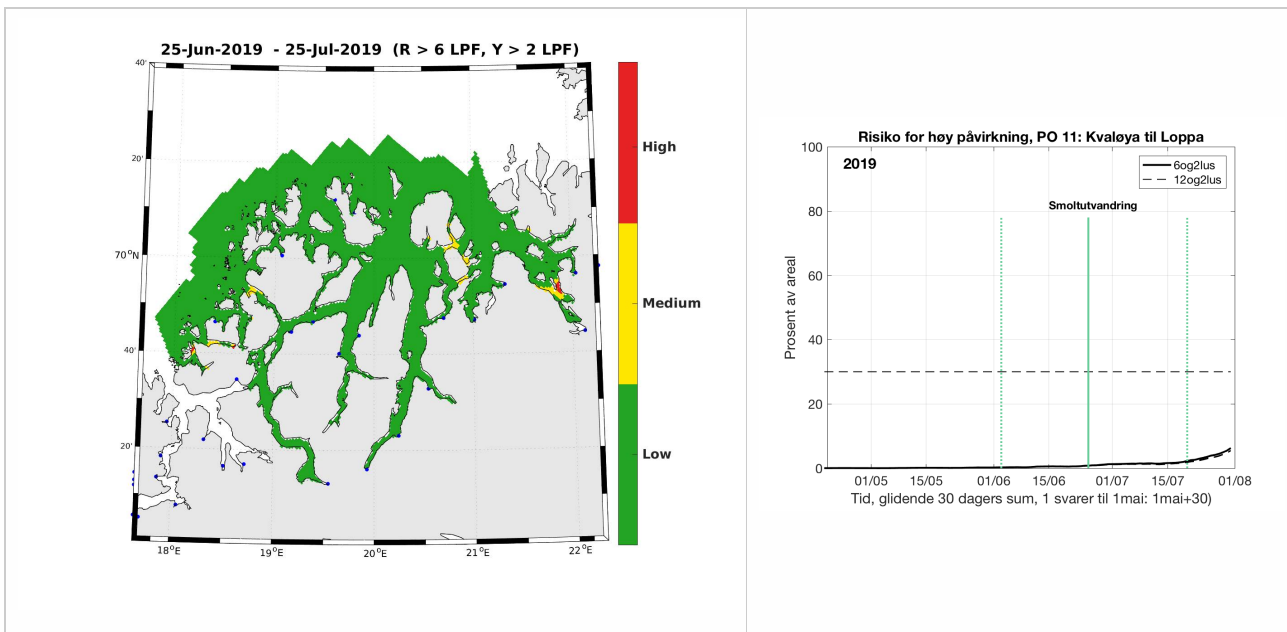 25-Jun-2019 - 25-Jul-2019 (R > 6 LPF, Y > 2 LPF)
40'
20'
70°N
40'
20'
18°E
19°E
20°E
21°E
22°E
High
Medium
Low
Risiko for høy påvirkning, PO 11: Kvaløya til Loppa
2019
6og2lus
12og2lus
Smoltutvandring
Prosent av areal
100
80
60
40
20
0
01/05
15/05
01/06
15/06
01/07
15/07
01/08
Tid, glidende 30 dagers sum, 1 svarer til 1mai: 1mai+30)